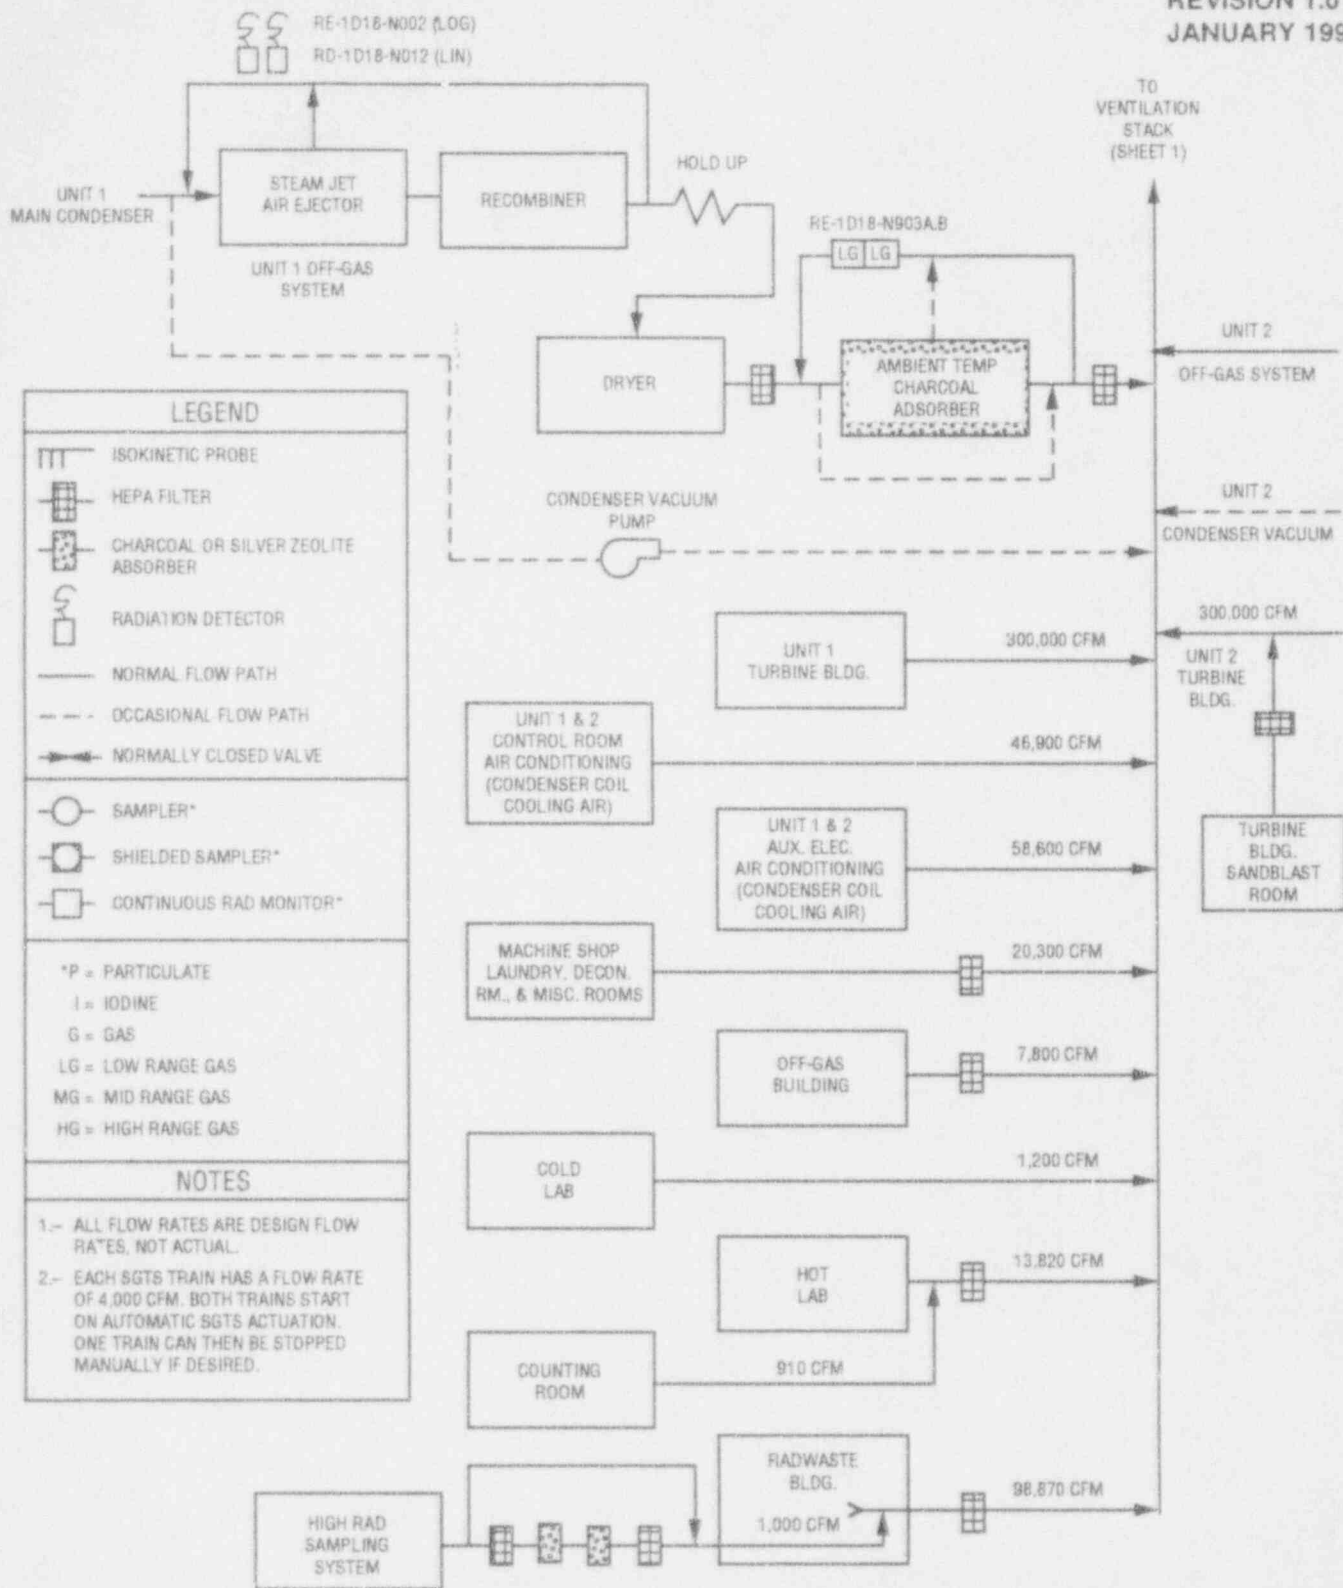 REVISION 1.0
JANUARY 199
RE-1D18-N002 (LOG)
RD-1D18-N012 (LIN)
TO
VENTILATION
STACK
(SHEET 1)
UNIT 1
MAIN CONDENSER
STEAM JET
AIR EJECTOR
RECOMBINER
HOLD UP
UNIT 1 OFF-GAS
SYSTEM
RE-1D18-N903A.B
LG LG
DRYER
AMBIENT TEMP
CHARCOAL
ADSORBER
UNIT 2
OFF-GAS SYSTEM
CONDENSER VACUUM
PUMP
UNIT 2
CONDENSER VACUUM
UNIT 1
TURBINE BLDG.
300,000 CFM
300,000 CFM
UNIT 2
TURBINE
BLDG.
UNIT 1 & 2
CONTROL ROOM
AIR CONDITIONING
(CONDENSER COIL
COOLING AIR)
46,900 CFM
UNIT 1 & 2
AUX. ELEC.
AIR CONDITIONING
(CONDENSER COIL
COOLING AIR)
58,600 CFM
TURBINE
BLDG.
SANDBLAST
ROOM
MACHINE SHOP
LAUNDRY, DECON.
RM., & MISC. ROOMS
20,300 CFM
OFF-GAS
BUILDING
7,800 CFM
COLD
LAB
1,200 CFM
HOT
LAB
13,820 CFM
COUNTING
ROOM
910 CFM
RADWASTE
BLDG.
1,000 CFM
98,870 CFM
HIGH RAD
SAMPLING
SYSTEM
LEGEND
ISOKINETIC PROBE
HEPA FILTER
CHARCOAL OR SILVER ZEOLITE
ABSORBER
RADIATION DETECTOR
NORMAL FLOW PATH
OCCASIONAL FLOW PATH
NORMALLY CLOSED VALVE
SAMPLER*
SHIELDED SAMPLER*
CONTINUOUS RAD MONITOR*
*P = PARTICULATE
I = IODINE
G = GAS
LG = LOW RANGE GAS
MG = MID RANGE GAS
HG = HIGH RANGE GAS
NOTES
1.- ALL FLOW RATES ARE DESIGN FLOW
RATES, NOT ACTUAL.
2.- EACH SGTS TRAIN HAS A FLOW RATE
OF 4,000 CFM. BOTH TRAINS START
ON AUTOMATIC SGTS ACTUATION.
ONE TRAIN CAN THEN BE STOPPED
MANUALLY IF DESIRED.